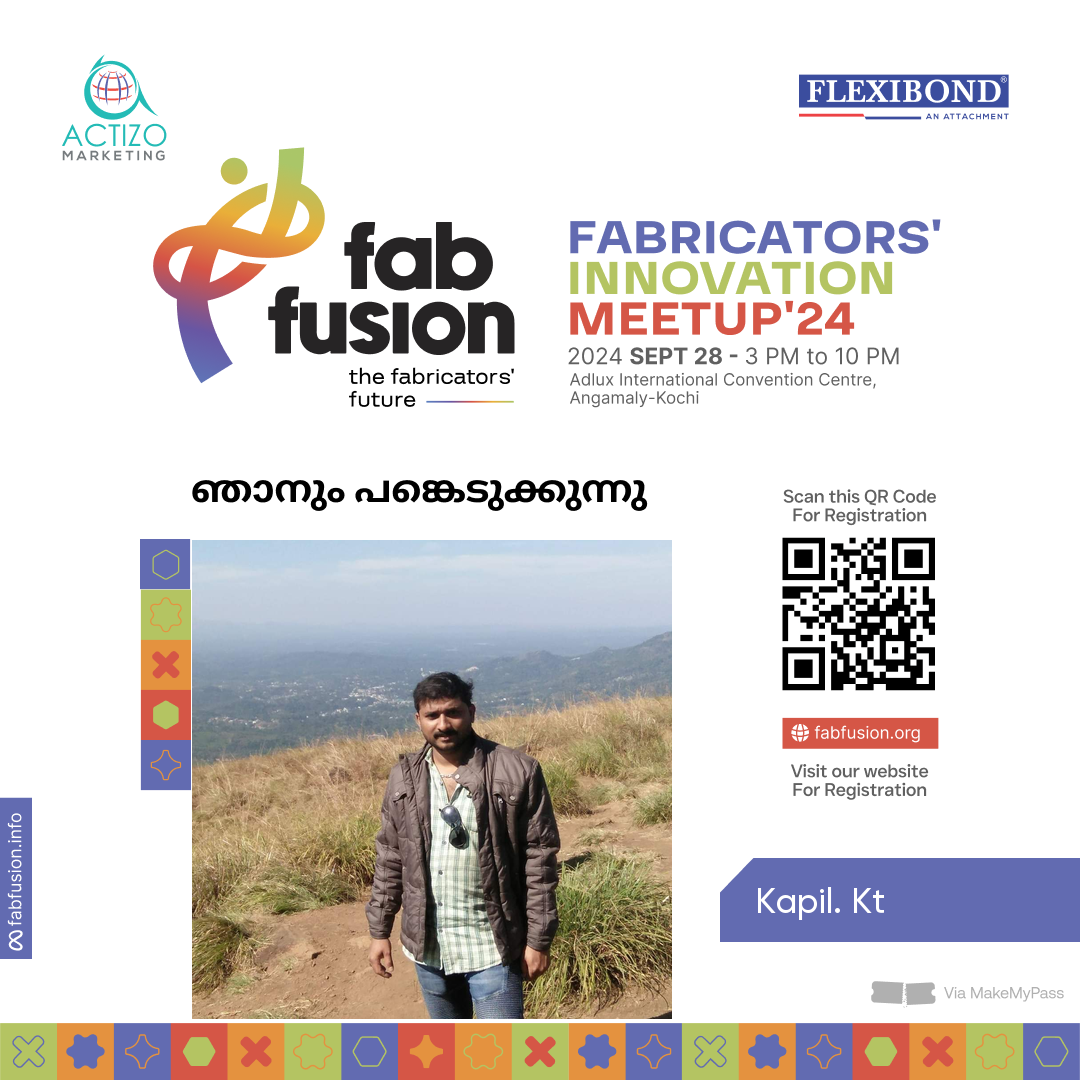 ACTIZO
MARKETING
FLEXIBOND®
AN ATTACHMENT
fab
fusion
the fabricators'
future
FABRICATORS'
INNOVATION
MEETUP'24
2024 SEPT 28 - 3 PM to 10 PM
Adlux International Convention Centre,
Angamaly-Kochi
ഞാനും പങ്കെടുക്കുന്നു
Scan this QR Code
For Registration
fabfusion.org
Visit our website
For Registration
fabfusion.info
Kapil. Kt
Via MakeMyPass